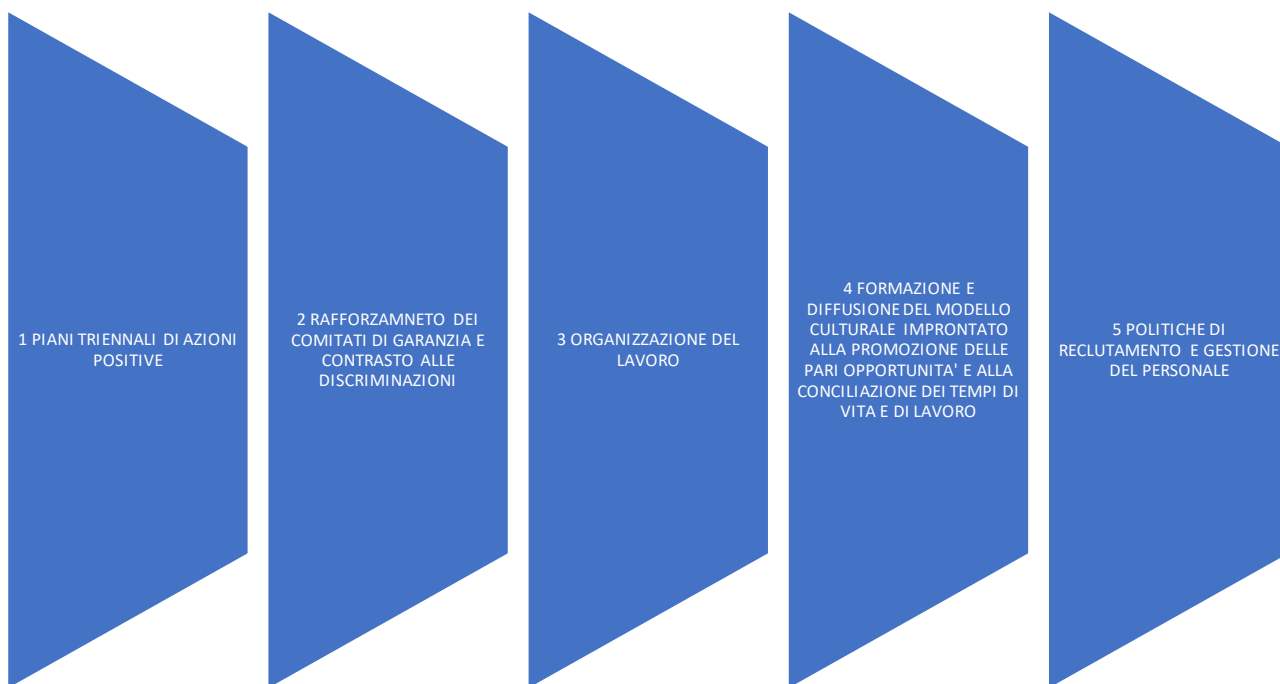 1 PIANI TRIENNALI DI AZIONI
POSITIVE
2 RAFFORZAMNETO DEI
COMITATI DI GARANZIA E
CONTRASTO ALLE
DISCRIMINAZIONI
3 ORGANIZZAZIONE DEL
LAVORO
4 FORMAZIONE E
DIFFUSIONE DEL MODELLO
CULTURALE IMPRONTATO
ALLA PROMOZIONE DELLE
PARI OPPORTUNITA' E ALLA
CONCILIAZIONE DEI TEMPI DI
VITA E DI LAVORO
5 POLITICHE DI
RECLUTAMENTO E GESTIONE
DEL PERSONALE